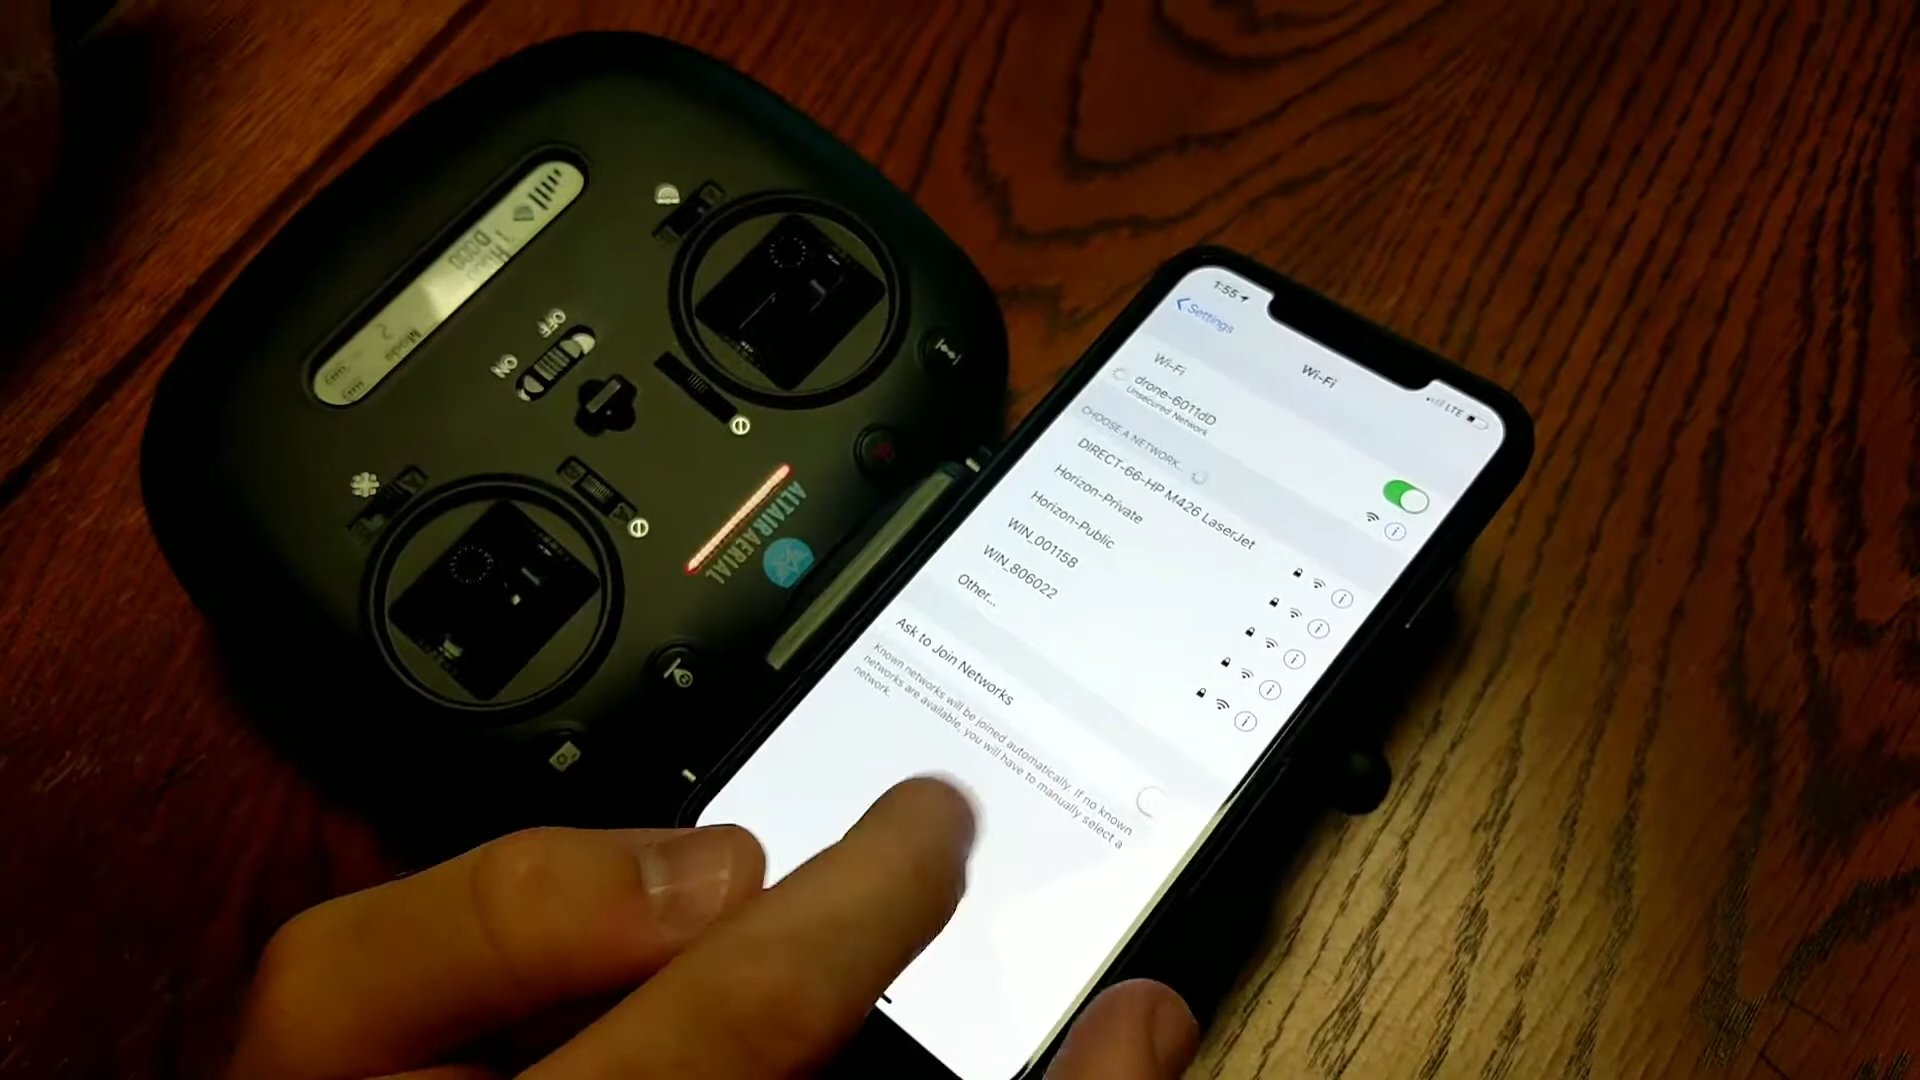 1:55
LTE
Settings
Wi-Fi
Wi-Fi
drone-6011dD
Unsecured Network
CHOOSE A NETWORK...
DIRECT-66-HP M426 LaserJet
Horizon-Private
Horizon-Public
WIN_001158
WIN_806022
Other...
Ask to Join Networks
Known networks will be joined automatically. If no known
networks are available, you will have to manually select a
network.
OFF
ON
Mode
2
ALTAIR AERIAL